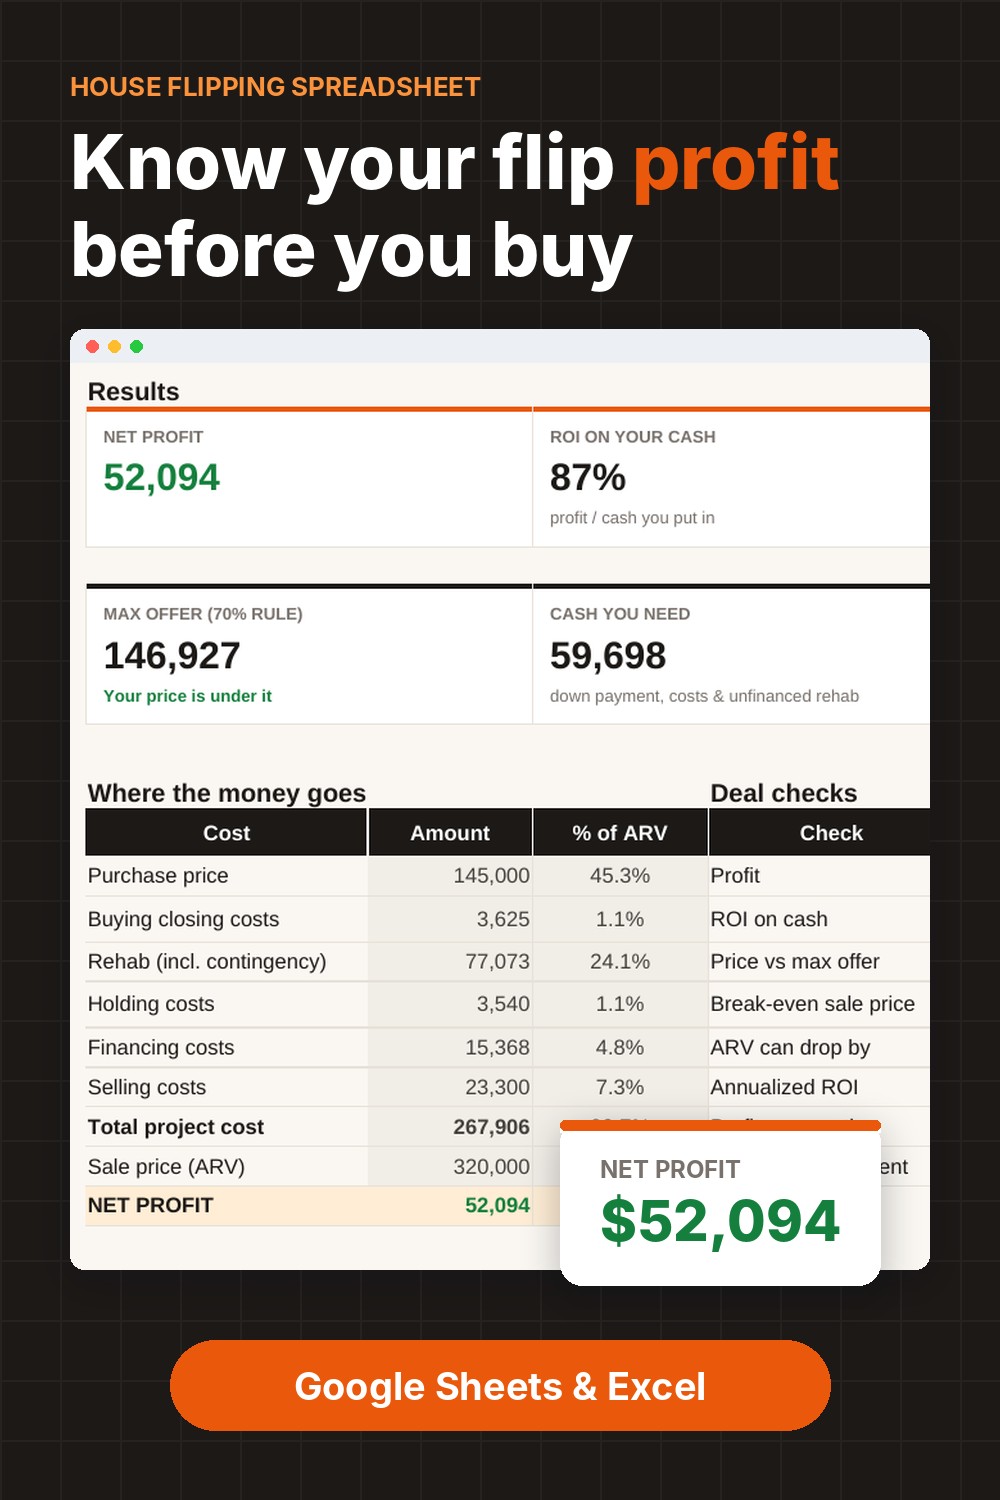 HOUSE FLIPPING SPREADSHEET
Know your flip profit
before you buy
Results
NET PROFIT
52,094
ROI ON YOUR CASH
87%
profit / cash you put in
MAX OFFER (70% RULE)
146,927
Your price is under it
CASH YOU NEED
59,698
down payment, costs & unfinanced rehab
Where the money goes Deal checks
Cost Amount % of ARV Check
Purchase price 145,000 45.3% Profit
Buying closing costs 3,625 1.1% ROI on cash
Rehab (incl. contingency) 77,073 24.1% Price vs max offer
Holding costs 3,540 1.1% Break-even sale price
Financing costs 15,368 4.8% ARV can drop by
Selling costs 23,300 7.3% Annualized ROI
Total project cost 267,906
Sale price (ARV) 320,000
NET PROFIT 52,094
NET PROFIT
$52,094
Google Sheets & Excel